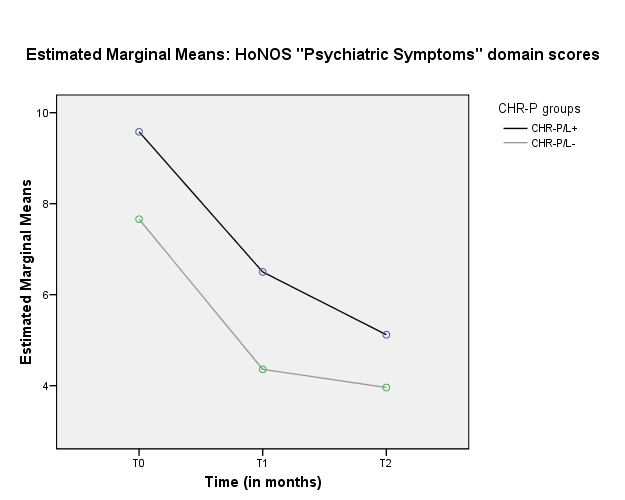 Estimated Marginal Means: HoNOS "Psychiatric Symptoms" domain scores
CHR-P groups
CHR-P/L+
CHR-P/L-
Estimated Marginal Means
10
8
6
4
T0
T1
T2
Time (in months)